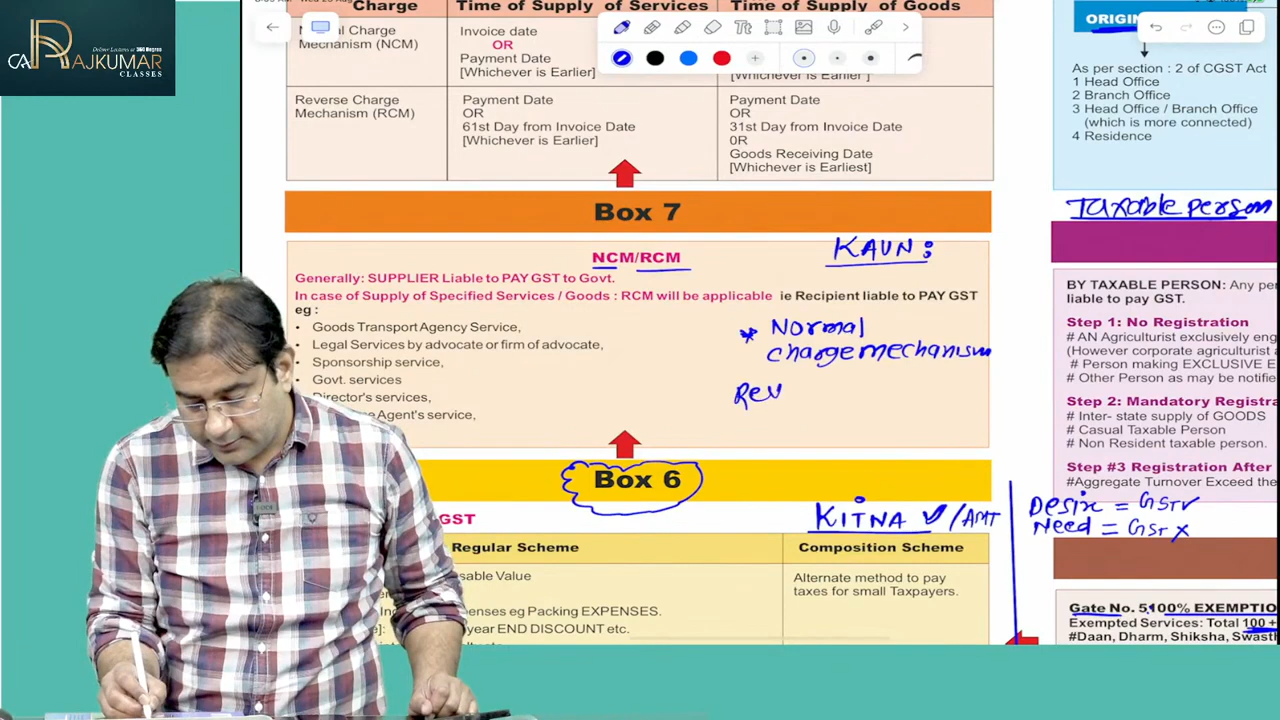 Deliver Lectures at 360 Degree
CA RAJKUMAR
CLASSES
Charge
Time of Supply of Services
Time of Supply of Goods
Charge
Mechanism (NCM)
Invoice date
OR
Payment Date
[Whichever is Earlier]
[Whichever is Earlier]
Reverse Charge
Mechanism (RCM)
Payment Date
OR
61st Day from Invoice Date
[Whichever is Earlier]
Payment Date
OR
31st Day from Invoice Date
0R
Goods Receiving Date
[Whichever is Earliest]
Box 7
NCM/RCM
KAUN:
Generally: SUPPLIER Liable to PAY GST to Govt.
In case of Supply of Specified Services / Goods : RCM will be applicable ie Recipient liable to PAY GST
eg :
• Goods Transport Agency Service,
• Legal Services by advocate or firm of advocate,
• Sponsorship service,
• Govt. services
Director's services,
Agent's service,
* Normal
charge mechanism
Rev
Box 6
GST
KITNA ✓ /AMT
Regular Scheme
Composition Scheme
Value
Alternate method to pay
taxes for small Taxpayers.
eg Packing EXPENSES.
year END DISCOUNT etc.
As per section : 2 of CGST Act
1 Head Office
2 Branch Office
3 Head Office / Branch Office
(which is more connected)
4 Residence
Taxable person
BY TAXABLE PERSON: Any
liable to pay GST.
Step 1: No Registration
# AN Agriculturist exclusively
(However corporate agriculturist
# Person making EXCLUSIVE
# Other Person as may be
Step 2: Mandatory
# Inter- state supply of GOODS
# Casual Taxable Person
# Non Resident taxable person.
Step #3 Registration After
#Aggregate Turnover Exceed
Desire = GST✓
Need = GST X
Gate No. 5
100%
Exempted Services: Total 100 +
#Daan, Dharm, Shiksha,